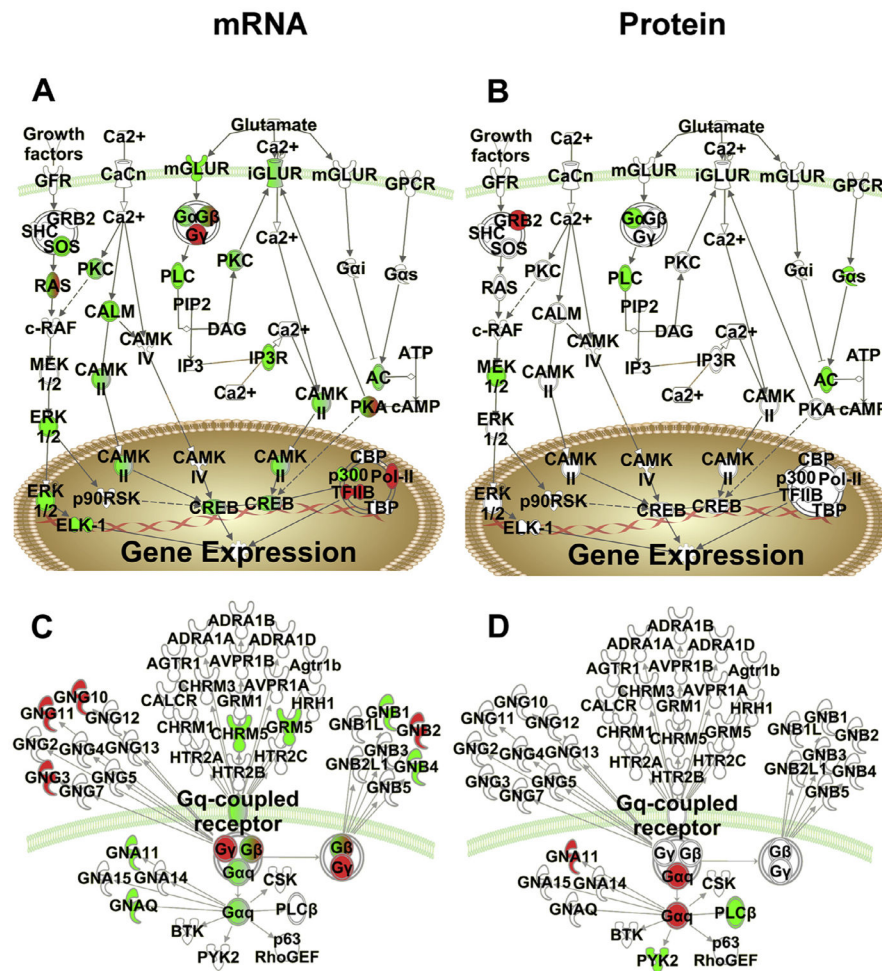 mRNA
Protein
A
Growth
factors
Ca2+
Glutamate
Ca2+
GFR
CaCn
mGLUR
iGLUR
mGLUR
GPCR
GRB2
SHC
SOS
Ca2+
Gα
Gβ
Gγ
Ca2+
RAS
PKC
PLC
PKC
Gαi
Gαs
c-RAF
CALM
PIP2
DAG
Ca2+
CAMK
IV
IP3
IP3R
MEK
1/2
CAMK
II
Ca2+
CAMK
II
AC
ATP
PKA
cAMP
ERK
1/2
CAMK
II
CAMK
IV
CAMK
II
CBP
p300
Pol-II
TFIIB
TBP
ERK
1/2
p90RSK
CREB
CREB
ELK-1
Gene Expression
B
Growth
factors
Ca2+
Glutamate
Ca2+
GFR
CaCn
mGLUR
iGLUR
mGLUR
GPCR
GRB2
SHC
SOS
Ca2+
Gα
Gβ
Gγ
Ca2+
RAS
PKC
PLC
PKC
Gαi
Gαs
c-RAF
CALM
PIP2
DAG
Ca2+
CAMK
IV
IP3
IP3R
MEK
1/2
CAMK
II
Ca2+
CAMK
II
AC
ATP
PKA
cAMP
ERK
1/2
CAMK
II
CAMK
IV
CAMK
II
CBP
p300
Pol-II
TFIIB
TBP
ERK
1/2
p90RSK
CREB
CREB
ELK-1
Gene Expression
C
ADRA1B
ADRA1A
ADRA1D
AGTR1
AVPR1B
Agtr1b
CHRM3
AVPR1A
CALCR
GRM1
HRH1
CHRM1
CHRM5
GRM5
HTR2A
HTR2C
HTR2B
GNG10
GNG11
GNG12
GNG2
GNG4
GNG13
GNG3
GNG5
GNG7
GNB1
GNB1L
GNB2
GNB3
GNB2L1
GNB4
GNB5
Gq-coupled
receptor
Gγ
Gβ
Gαq
Gβ
Gγ
GNA11
GNA15
GNA14
GNAQ
CSK
Gαq
PLCβ
BTK
PYK2
p63
RhoGEF
D
ADRA1B
ADRA1A
ADRA1D
AGTR1
AVPR1B
Agtr1b
CHRM3
AVPR1A
CALCR
GRM1
HRH1
CHRM1
CHRM5
GRM5
HTR2A
HTR2C
HTR2B
GNG10
GNG11
GNG12
GNG2
GNG4
GNG13
GNG3
GNG5
GNG7
GNB1
GNB1L
GNB2
GNB3
GNB2L1
GNB4
GNB5
Gq-coupled
receptor
Gγ
Gβ
Gαq
Gß
Gγ
GNA11
GNA15
GNA14
GNAQ
CSK
Gαq
PLCβ
BTK
PYK2
p63
RhoGEF